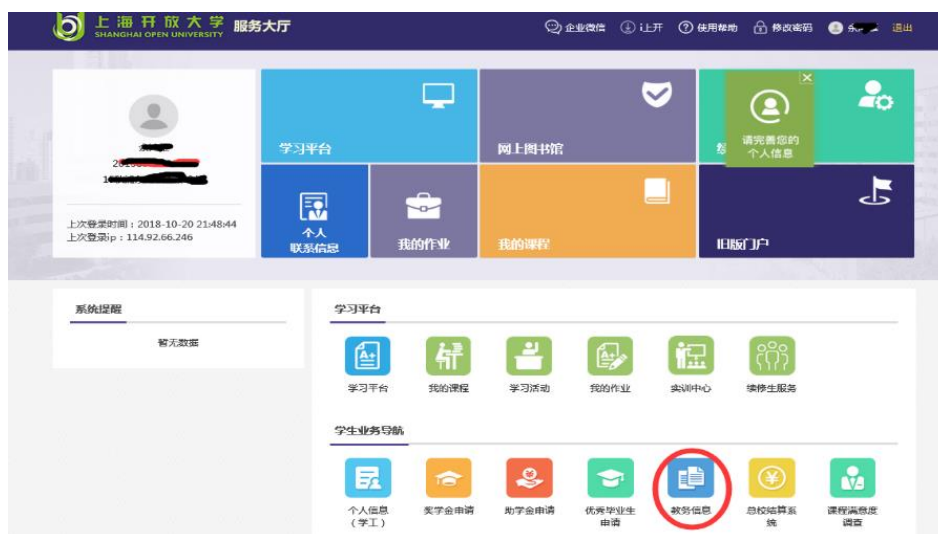 上海开放大学 服务大厅
SHANGHAI OPEN UNIVERSITY
企业微信 i上开 使用帮助 修改密码 退出
上次登录时间：2018-10-20 21:48:44
上次登录ip：114.92.66.246
学习平台
网上图书馆
请完善您的
个人信息
个人
联系信息
我的作业
我的课程
旧版门户
系统提醒
暂无数据
学习平台
学习平台 我的课程 学习活动 我的作业 实训中心 续修生服务
学生业务导航
个人信息
（学工）
奖学金申请
助学金申请
优秀毕业生
申请
教务信息
总校结算系
统
课程满意度
调查